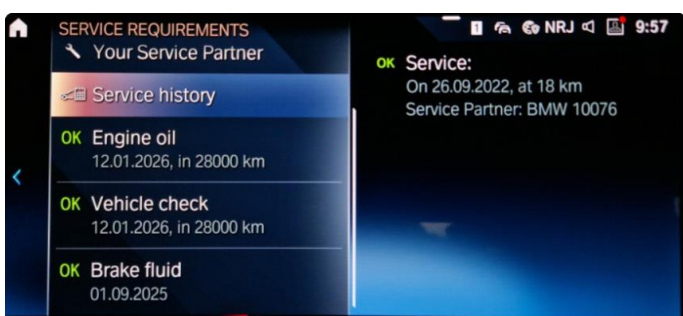 SERVICE REQUIREMENTS
Your Service Partner
Service history
OK Engine oil
12.01.2026, in 28000 km
OK Vehicle check
12.01.2026, in 28000 km
OK Brake fluid
01.09.2025
1 NRJ 9:57
OK Service:
On 26.09.2022, at 18 km
Service Partner: BMW 10076